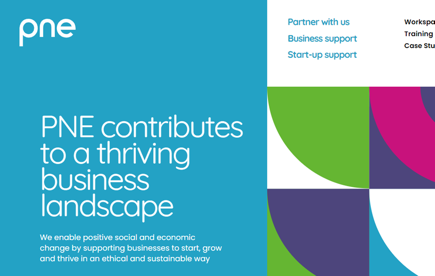 pne
Partner with us
Business support
Start-up support
Training
Case
PNE contributes
to a thriving
business
landscape
We enable positive social and economic
change by supporting businesses to start, grow
and thrive in an ethical and sustainable way